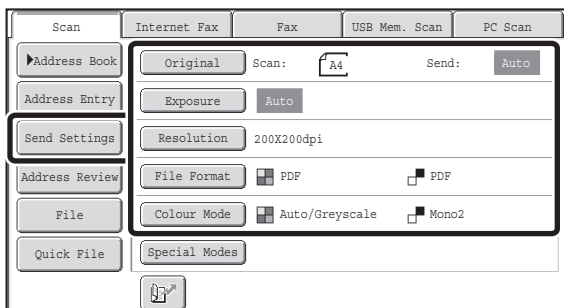 Scan Internet Fax Fax USB Mem. Scan PC Scan
Address Book Original Scan: A4 Send: Auto
Address Entry Exposure Auto
Send Settings Resolution 200X200dpi
Address Review File Format PDF PDF
File Colour Mode Auto/Greyscale Mono2
Quick File Special Modes